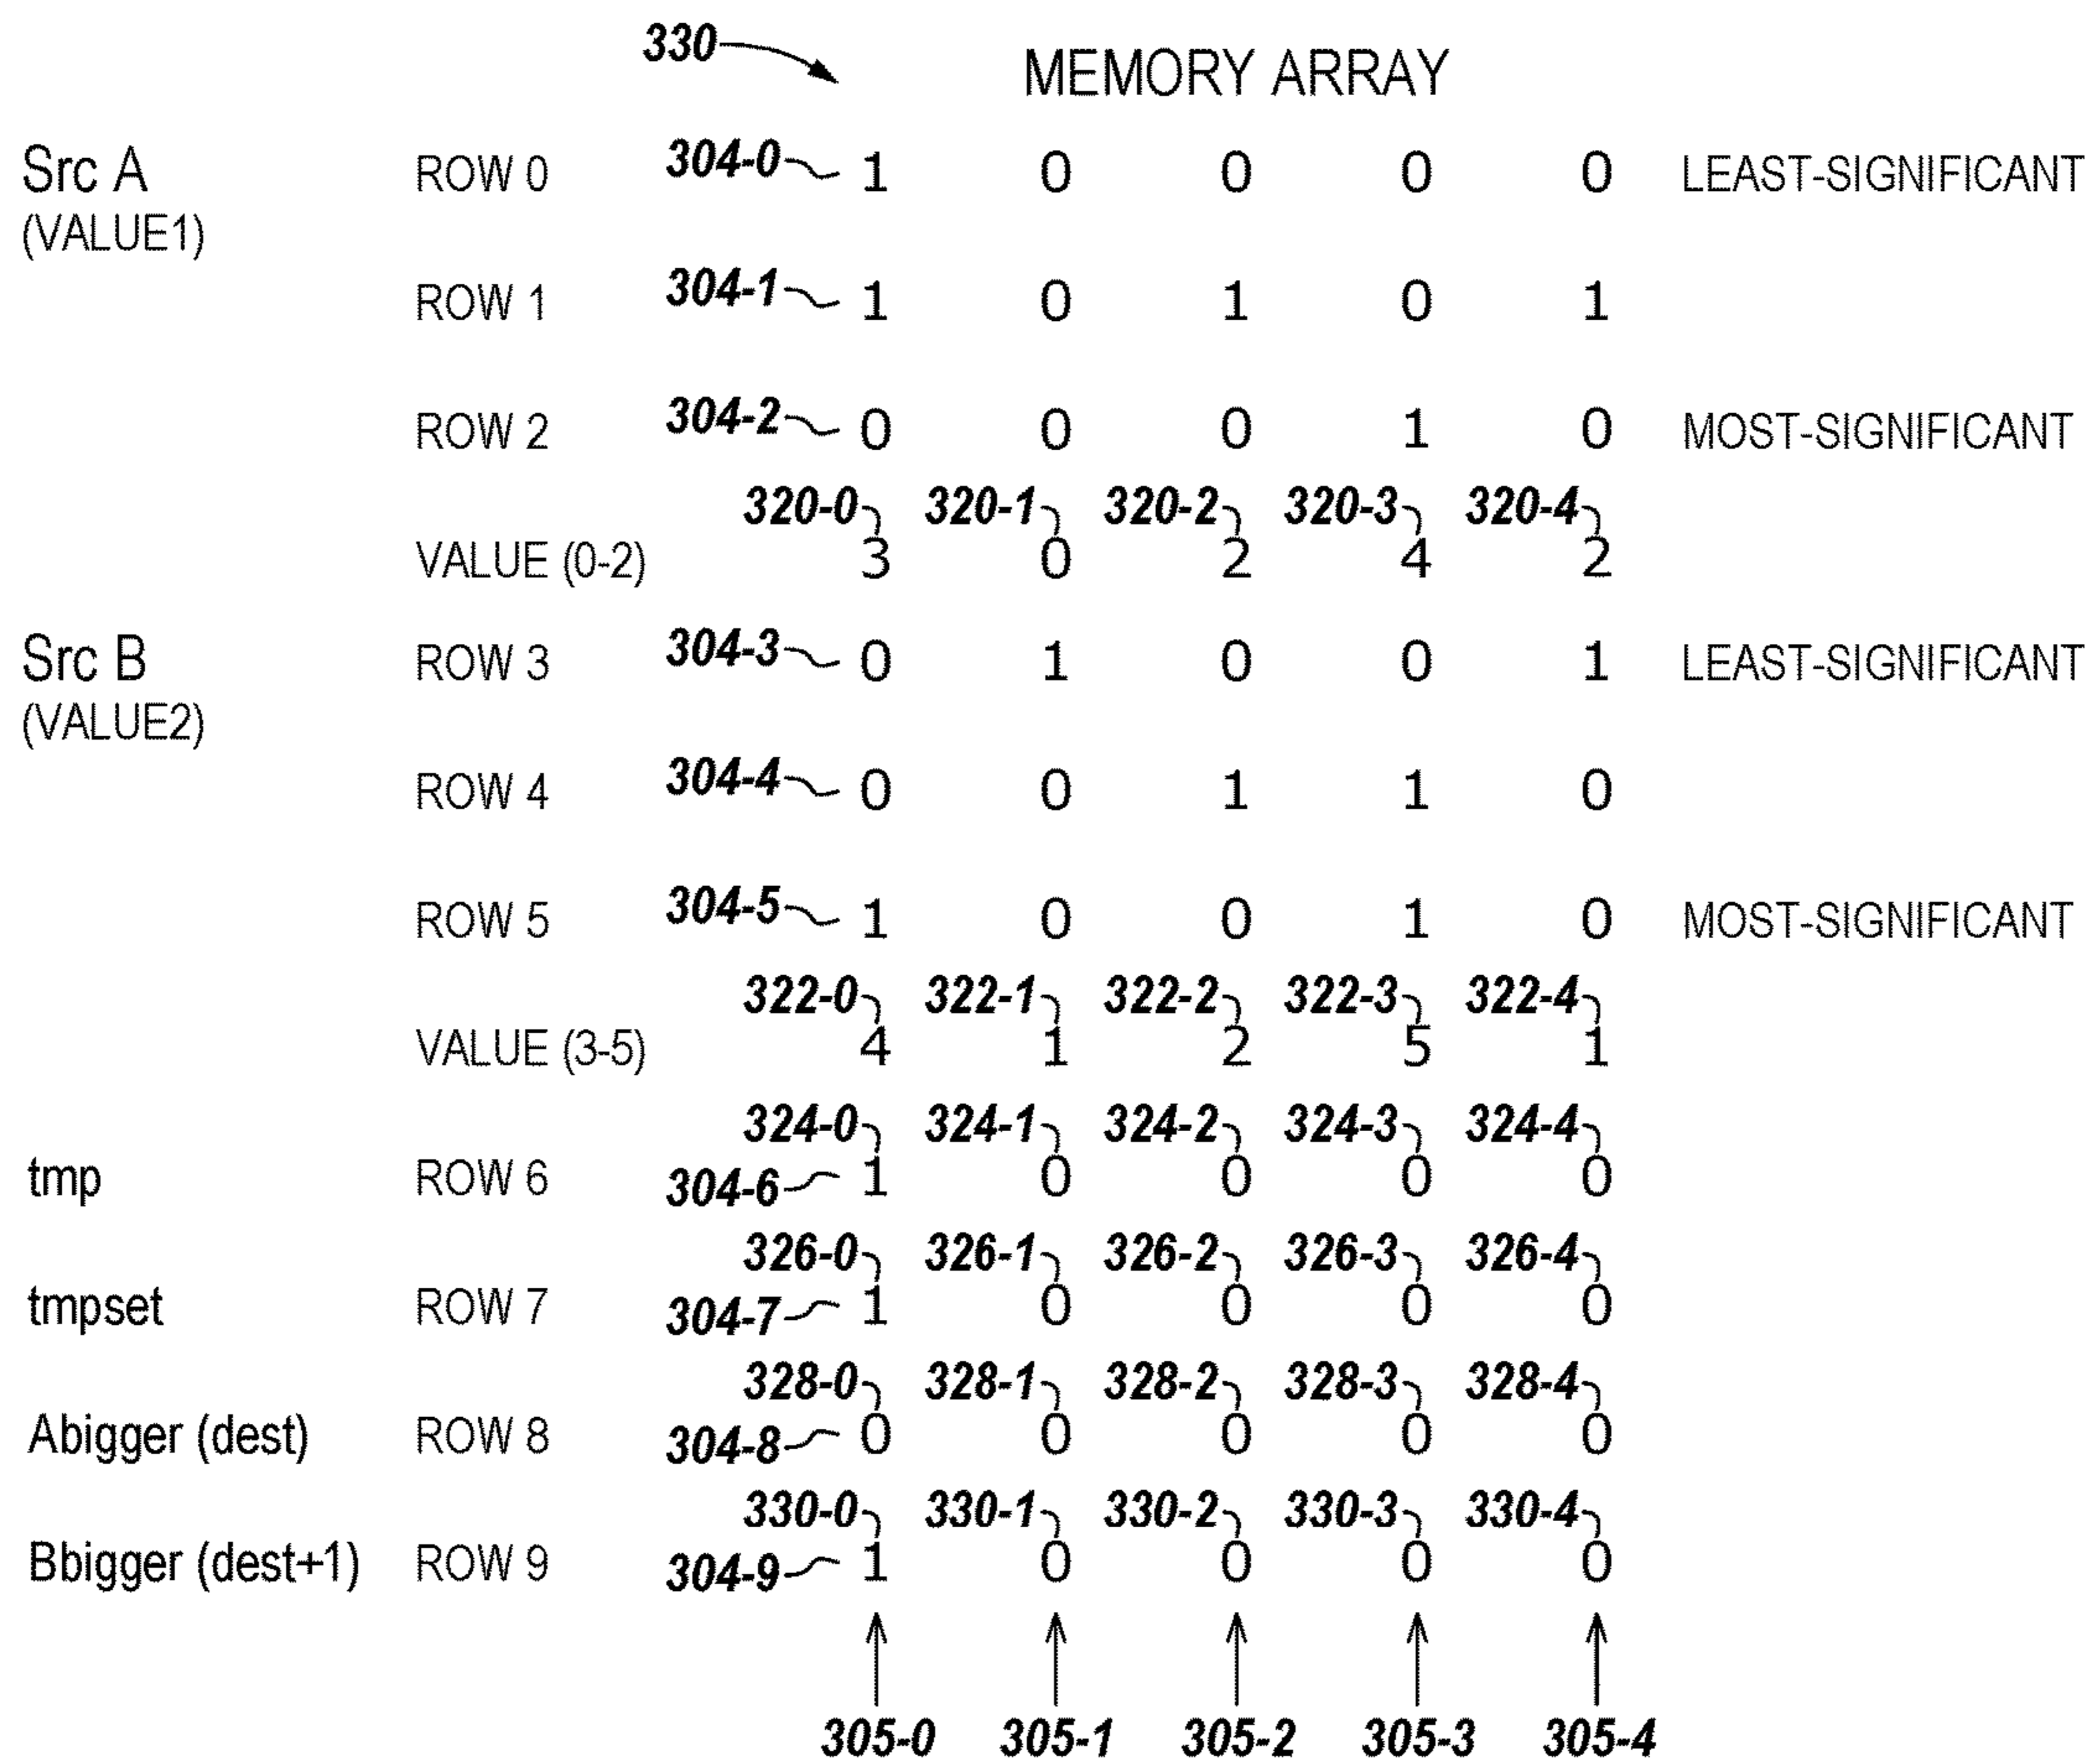 330 MEMORY ARRAY
Src A ROW 0 304-0 1 0 0 0 0 LEAST-SIGNIFICANT
(VALUE1)
ROW 1 304-1 1 0 1 0 1
ROW 2 304-2 0 0 0 1 0 MOST-SIGNIFICANT
320-0 320-1 320-2 320-3 320-4
VALUE (0-2) 3 0 2 4 2
Src B ROW 3 304-3 0 1 0 0 1 LEAST-SIGNIFICANT
(VALUE2)
ROW 4 304-4 0 0 1 1 0
ROW 5 304-5 1 0 0 1 0 MOST-SIGNIFICANT
322-0 322-1 322-2 322-3 322-4
VALUE (3-5) 4 1 2 5 1
324-0 324-1 324-2 324-3 324-4
tmp ROW 6 304-6 1 0 0 0 0
326-0 326-1 326-2 326-3 326-4
tmpset ROW 7 304-7 1 0 0 0 0
328-0 328-1 328-2 328-3 328-4
Abigger (dest) ROW 8 304-8 0 0 0 0 0
330-0 330-1 330-2 330-3 330-4
Bbigger (dest+1) ROW 9 304-9 1 0 0 0 0
305-0 305-1 305-2 305-3 305-4